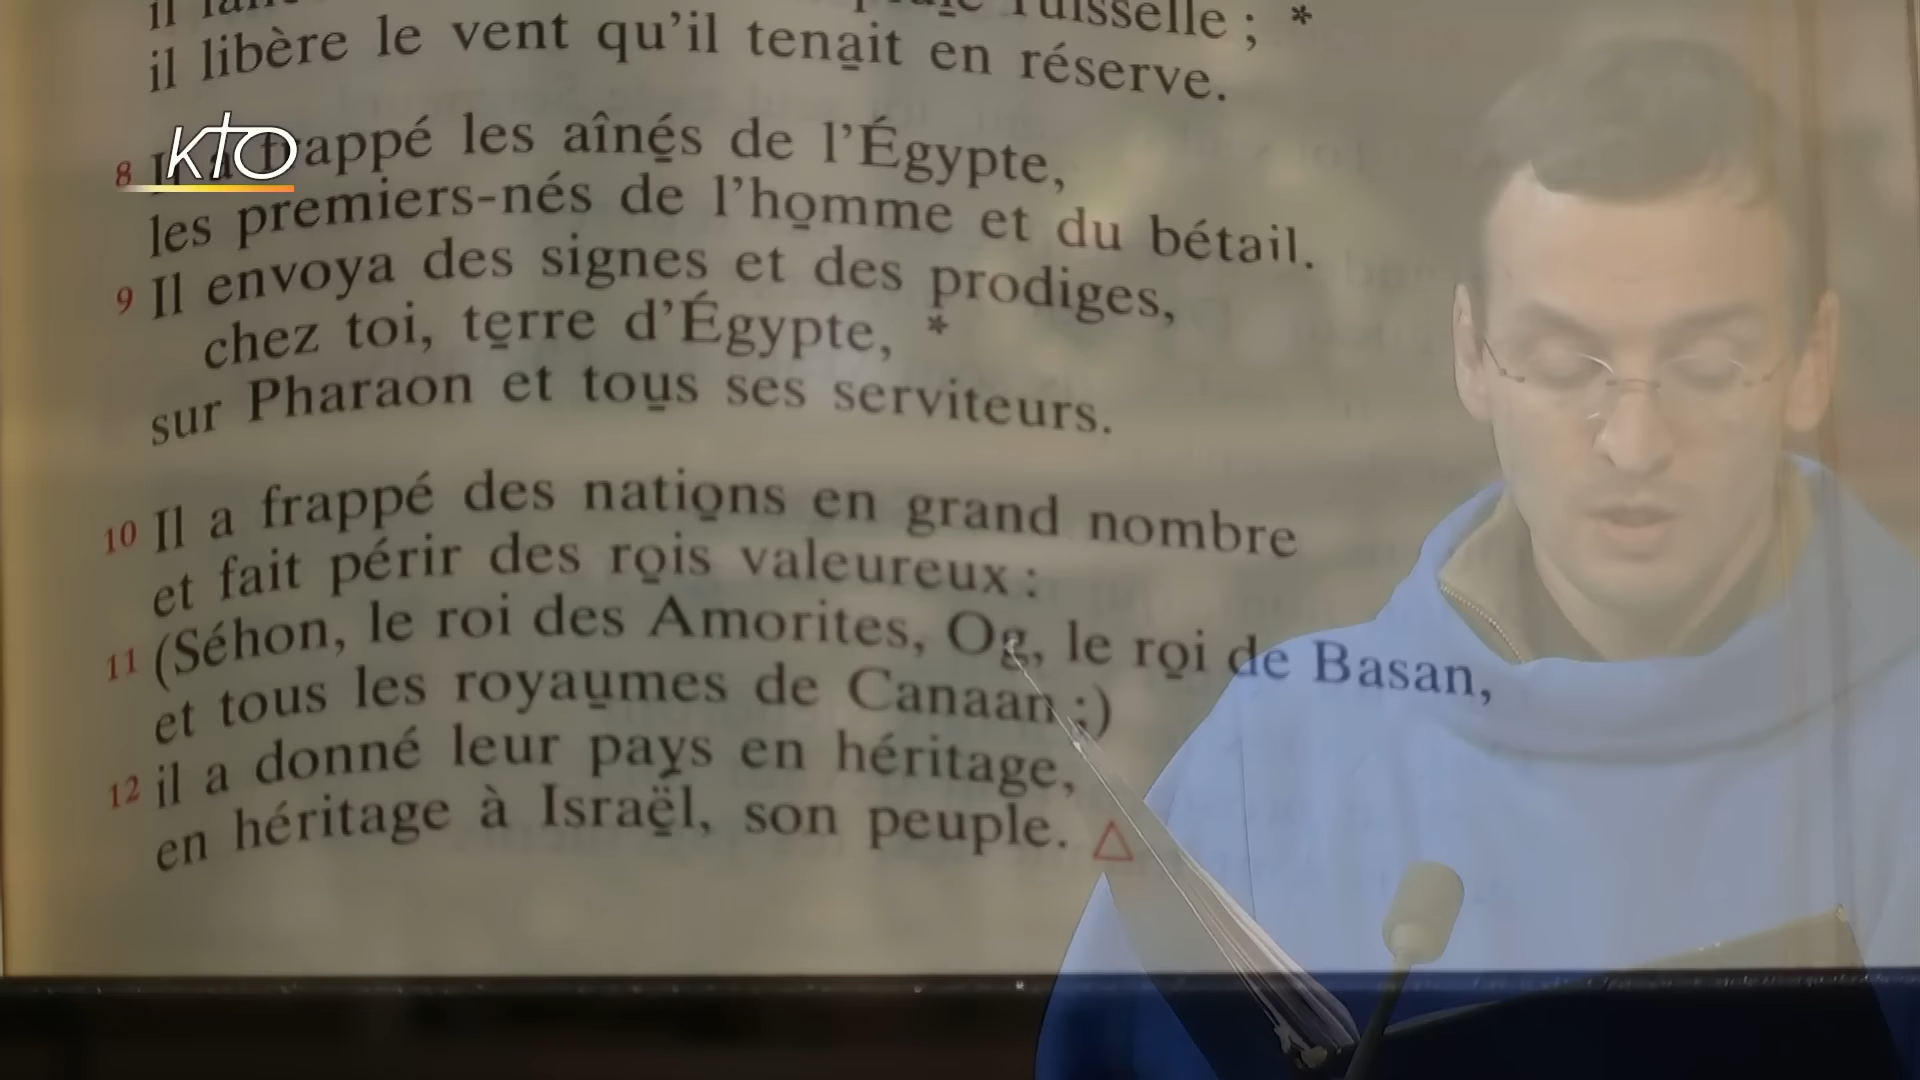 il
ruisselle ; *
il libère le vent qu’il tenait en réserve.
KTO
8 Il a frappé les aînés de l’Égypte,
les premiers-nés de l’homme et du bétail.
9 Il envoya des signes et des prodiges,
chez toi, terre d’Égypte, *
sur Pharaon et tous ses serviteurs.
10 Il a frappé des nations en grand nombre
et fait périr des rois valeureux :
11 (Séhon, le roi des Amorites, Og, le roi de Basan,
et tous les royaumes de Canaan ;)
12 il a donné leur pays en héritage,
en héritage à Israël, son peuple. △